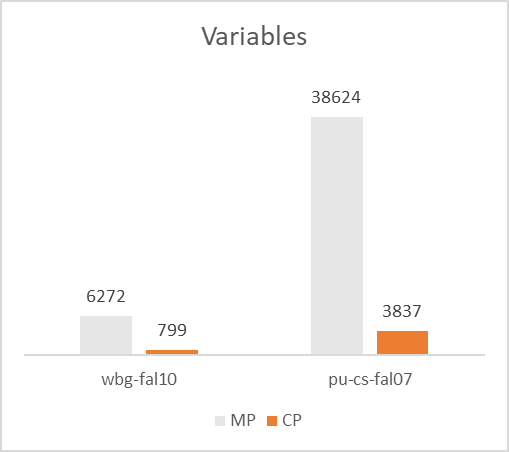 Variables
38624
6272
3837
799
wbg-fal10 pu-cs-fal07
MP CP